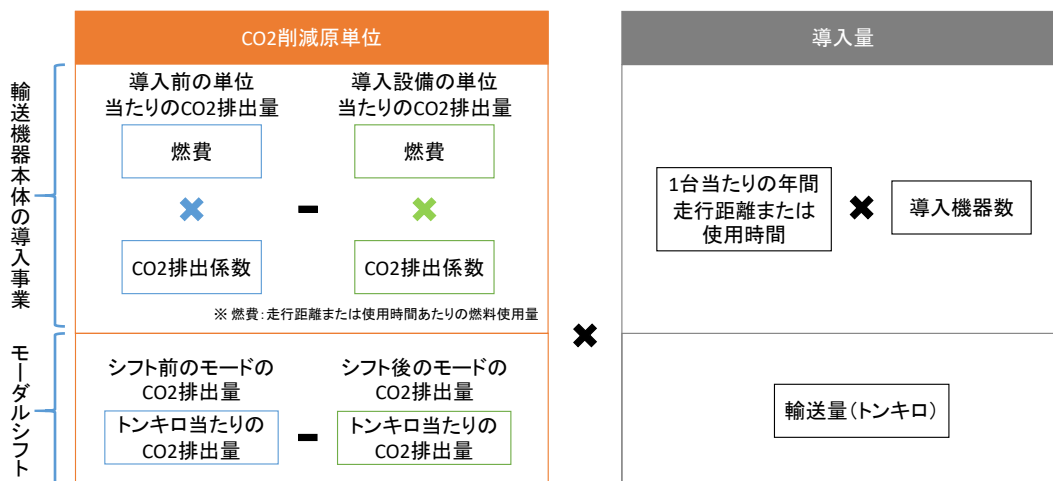 CO2削減原単位
導入量
輸送機器本体の導入事業
導入前の単位
当たりのCO2排出量
導入設備の単位
当たりのCO2排出量
燃費
燃費
×
-
×
CO2排出係数
CO2排出係数
※ 燃費：走行距離または使用時間あたりの燃料使用量
1台当たりの年間
走行距離または
使用時間
×
導入機器数
×
モーダルシフト
シフト前のモードの
CO2排出量
シフト後のモードの
CO2排出量
トンキロ当たりの
CO2排出量
-
トンキロ当たりの
CO2排出量
輸送量（トンキロ）